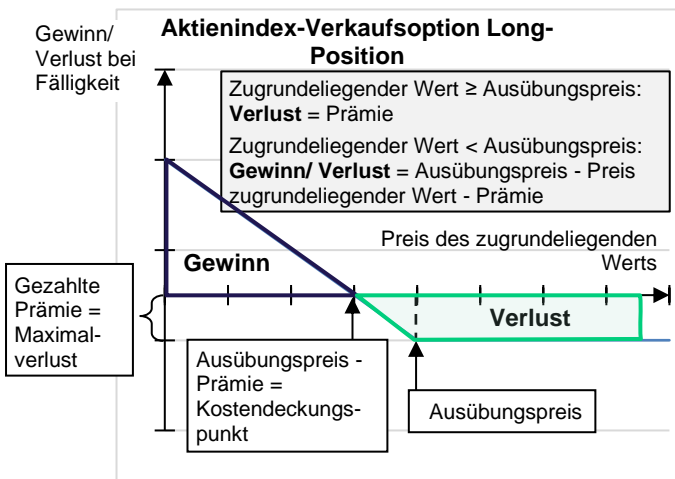 Gewinn/
Verlust bei
Fälligkeit
Aktienindex-Verkaufsoption Long-
Position
Zugrundeliegender Wert ≥ Ausübungspreis:
Verlust = Prämie
Zugrundeliegender Wert < Ausübungspreis:
Gewinn/ Verlust = Ausübungspreis - Preis
zugrundeliegender Wert - Prämie
Preis des zugrundeliegenden
Werts
Gewinn
Gezahlte
Prämie =
Maximal-
verlust
Verlust
Ausübungspreis -
Prämie =
Kostendeckungs-
punkt
Ausübungspreis